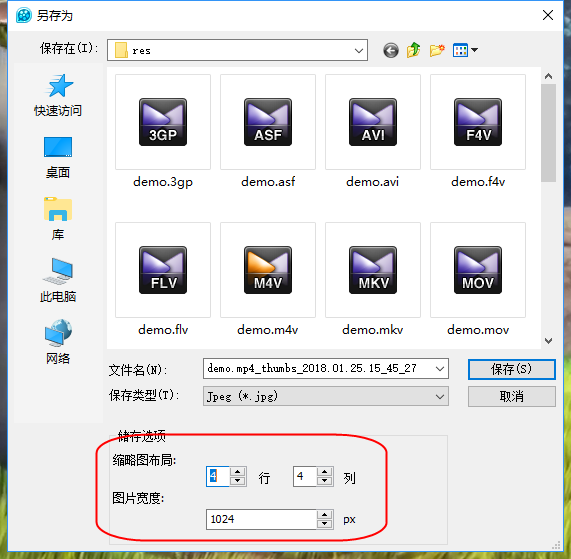 另存为
保存在(I):
res
快速访问
桌面
库
此电脑
网络
3GP
ASF
AVI
F4V
demo.3gp
demo.asf
demo.avi
demo.f4v
FLV
M4V
MKV
MOV
demo.flv
demo.m4v
demo.mkv
demo.mov
文件名(N):
demo.mp4_thumbs_2018.01.25.15_45_27
保存(S)
保存类型(T):
Jpeg (*.jpg)
取消
储存选项
缩略图布局:
4 行 4 列
图片宽度:
1024 px